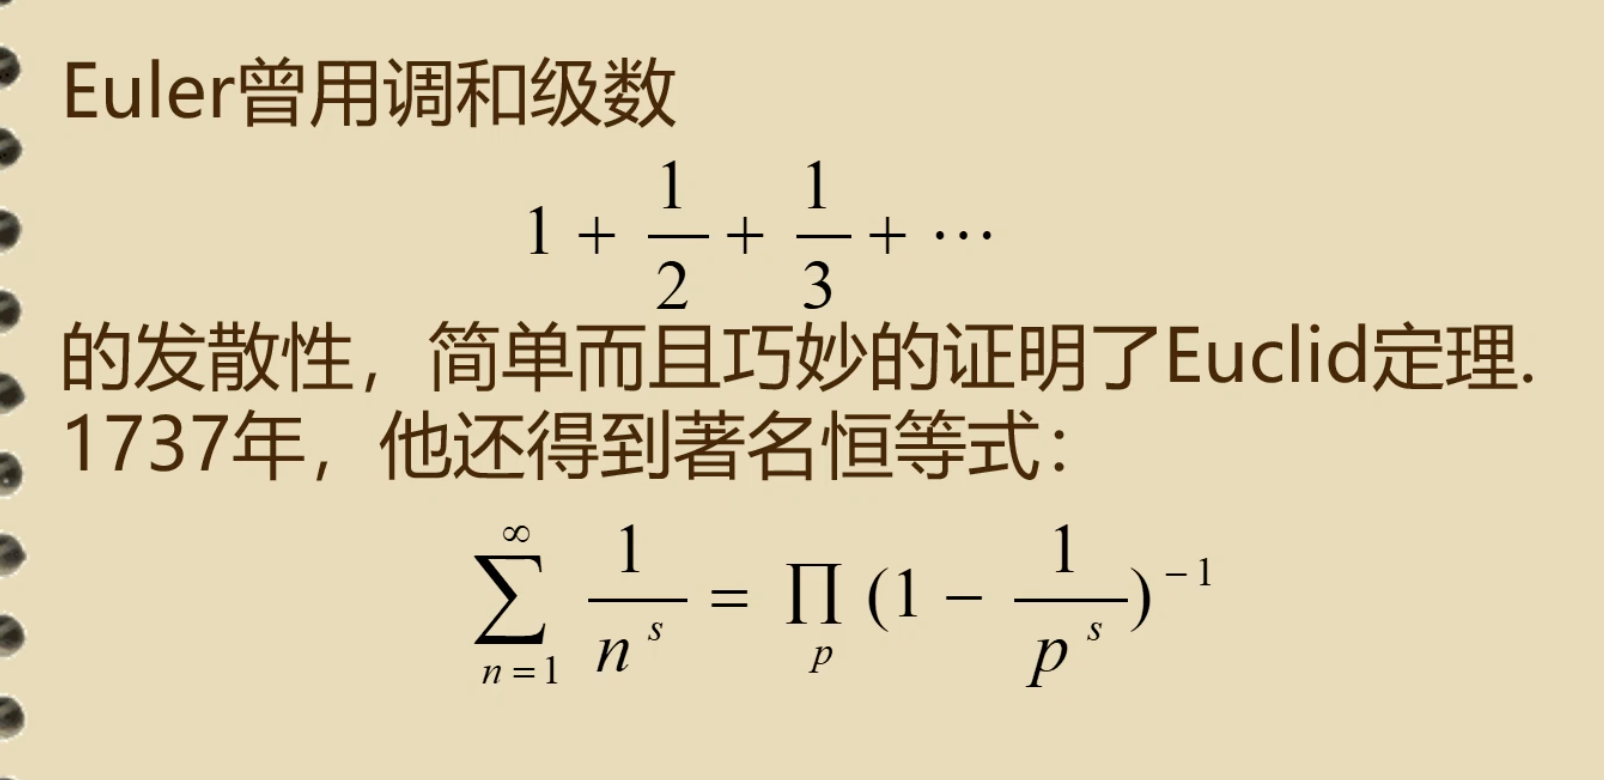 Euler曾用调和级数
1 + 1/2 + 1/3 + ⋯
的发散性，简单而且巧妙的证明了Euclid定理.
1737年，他还得到著名恒等式：
∑_{n=1}^{∞} 1/n^s = ∏_p (1 − 1/p^s)^{−1}